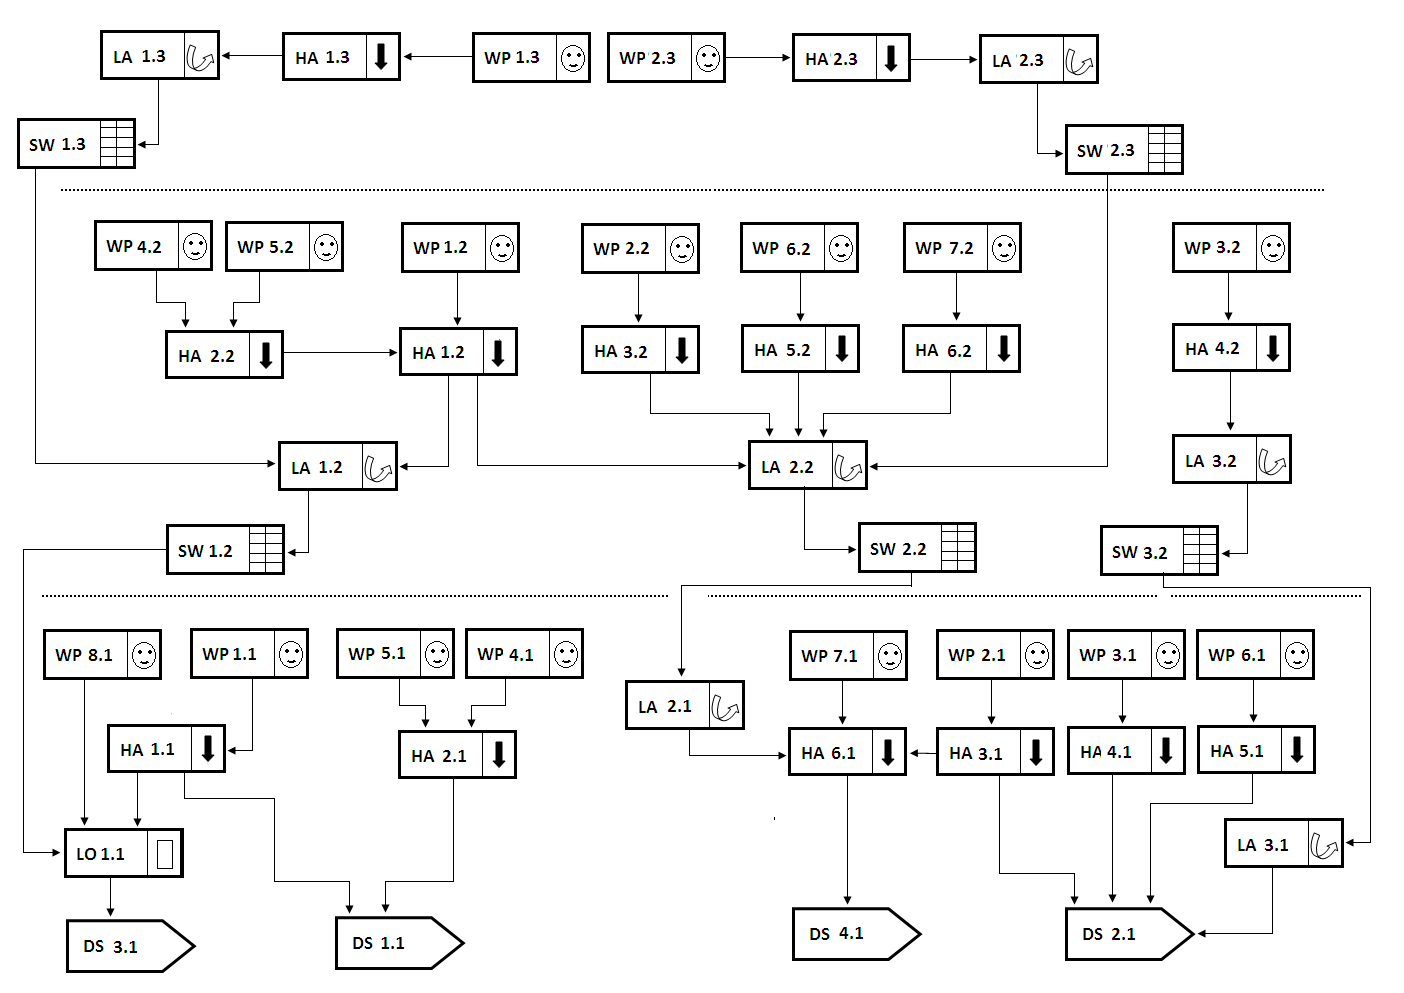 LA 1.3
HA 1.3
WP 1.3
WP 2.3
HA 2.3
LA 2.3
SW 1.3
SW 2.3
WP 4.2
WP 5.2
WP 1.2
WP 2.2
WP 6.2
WP 7.2
WP 3.2
HA 2.2
HA 1.2
HA 3.2
HA 5.2
HA 6.2
HA 4.2
LA 1.2
LA 2.2
LA 3.2
SW 1.2
SW 2.2
SW 3.2
WP 8.1
WP 1.1
WP 5.1
WP 4.1
WP 7.1
WP 2.1
WP 3.1
WP 6.1
LA 2.1
HA 1.1
HA 2.1
HA 6.1
HA 3.1
HA 4.1
HA 5.1
LO 1.1
LA 3.1
DS 3.1
DS 1.1
DS 4.1
DS 2.1